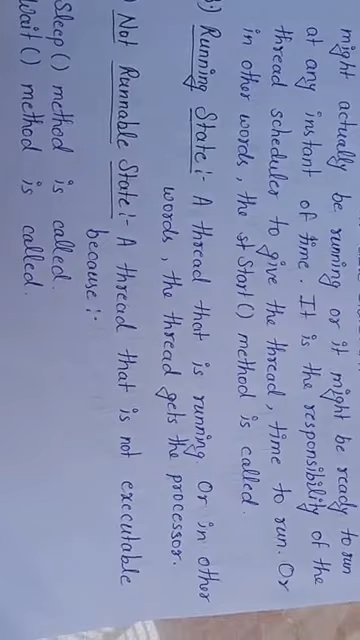 might actually be running or it might be ready to run
at any instant of time. It is the responsibility of the
thread scheduler to give the thread, time to run. Or
in other words, the st Start() method is called.
3) Running State:- A thread that is running. Or in other
words, the thread gets the processor.
) Not Runnable State:- A thread that is not executable
because:-
Sleep() method is called.
Wait() method is called.